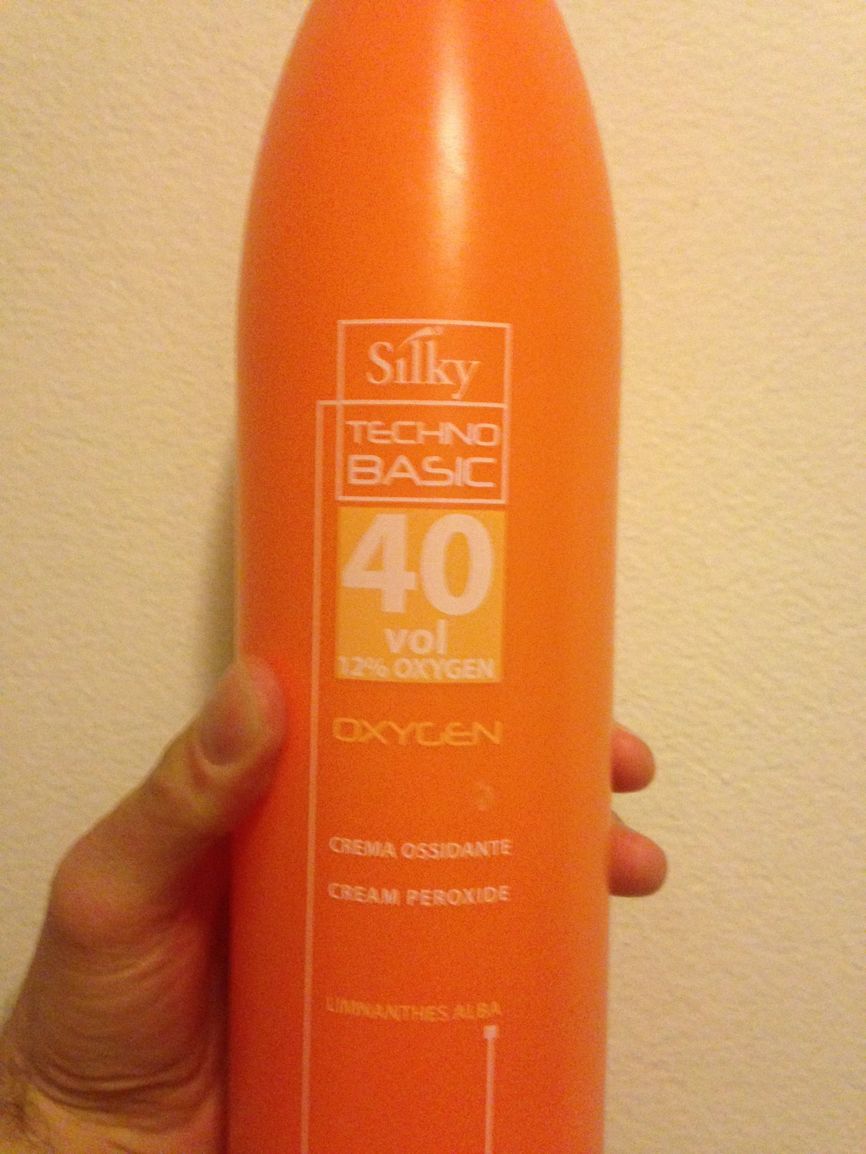 Silky
TECHNO
BASIC
40
vol
12% OXYGEN
OXYGEN
CREMA OSSIDANTE
CREAM PEROXIDE
LIMNANTHES ALBA